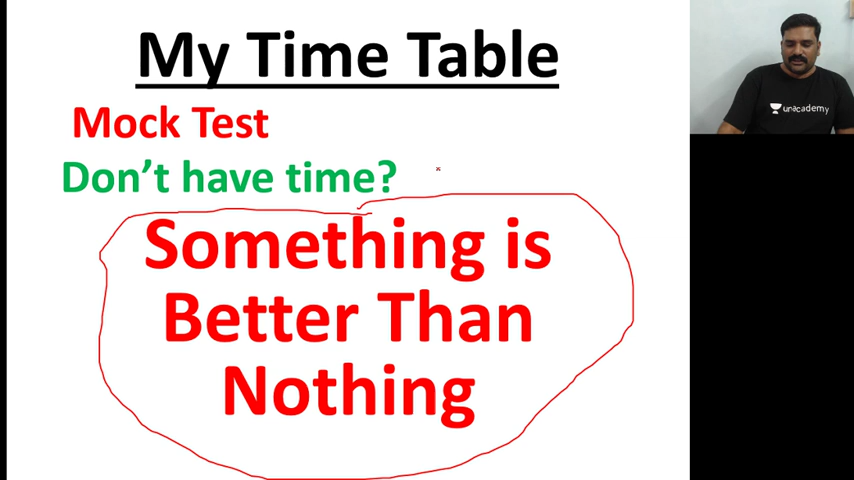 My Time Table
Mock Test
Don't have time?
Something is
Better Than
Nothing
unacademy